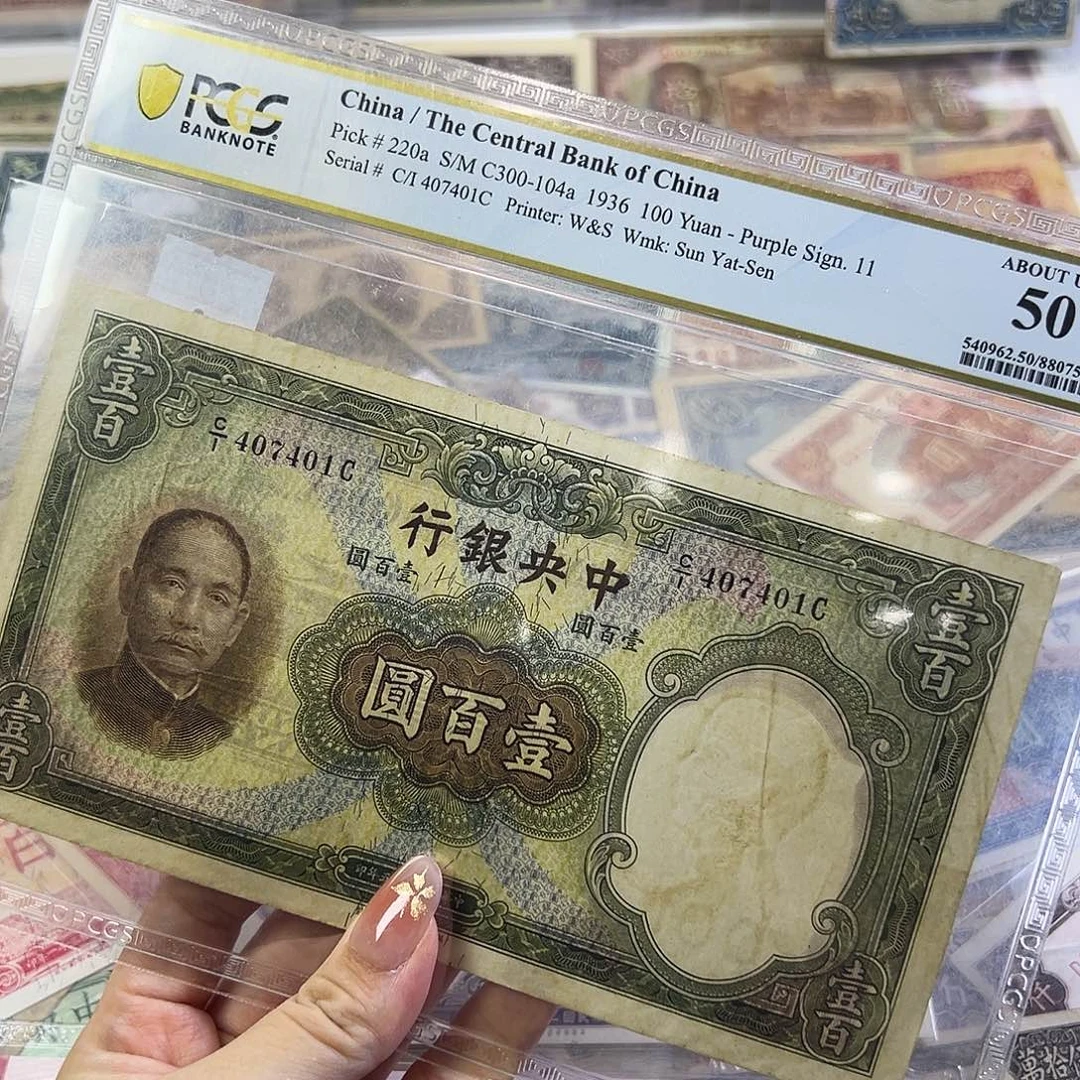 PCGS
BANKNOTE
China / The Central Bank of China
Pick # 220a S/M C300-104a 1936 100 Yuan - Purple Sign. 11
Serial # C/I 407401C Printer: W&S Wmk: Sun Yat-Sen
ABOUT
50
540962.50/88075
壹百
C/I 407401C
行銀央中
C/I 407401C
圓百壹
圓百壹
壹百
圓百壹
壹百
壹百